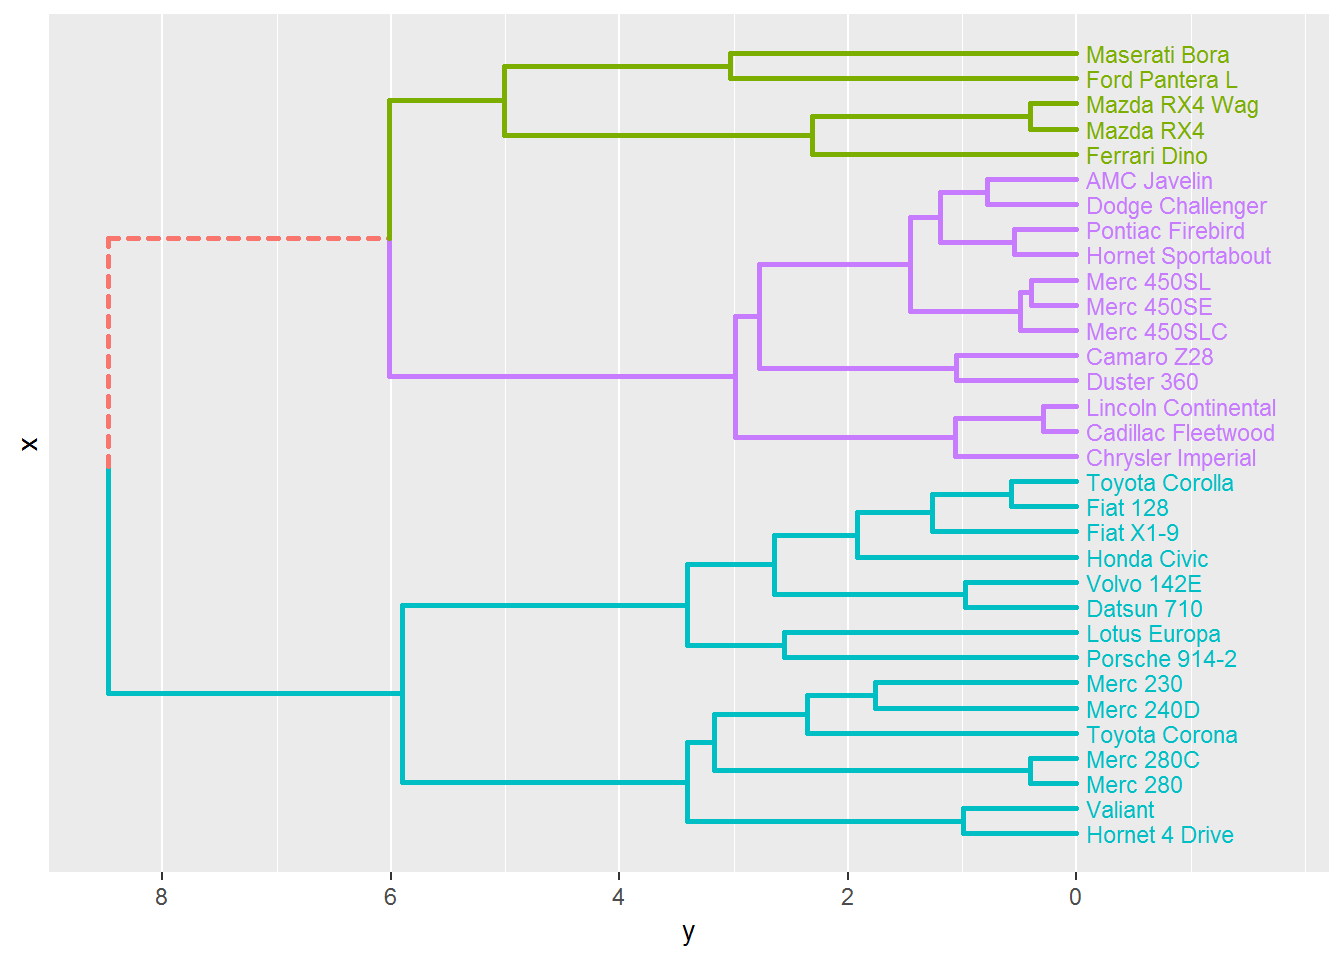 Maserati Bora
Ford Pantera L
Mazda RX4 Wag
Mazda RX4
Ferrari Dino
AMC Javelin
Dodge Challenger
Pontiac Firebird
Hornet Sportabout
Merc 450SL
Merc 450SE
Merc 450SLC
Camaro Z28
Duster 360
Lincoln Continental
Cadillac Fleetwood
Chrysler Imperial
Toyota Corolla
Fiat 128
Fiat X1-9
Honda Civic
Volvo 142E
Datsun 710
Lotus Europa
Porsche 914-2
Merc 230
Merc 240D
Toyota Corona
Merc 280C
Merc 280
Valiant
Hornet 4 Drive
x
8 6 4 2 0
y